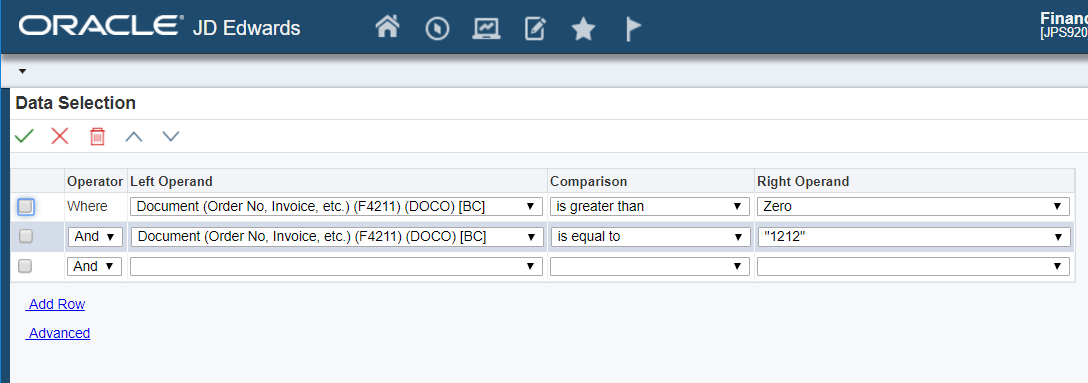 ORACLE® JD Edwards
Financ
[JPS920
Data Selection
Operator Left Operand Comparison Right Operand
Where Document (Order No, Invoice, etc.) (F4211) (DOCO) [BC] is greater than Zero
And Document (Order No, Invoice, etc.) (F4211) (DOCO) [BC] is equal to "1212"
And
Add Row
Advanced